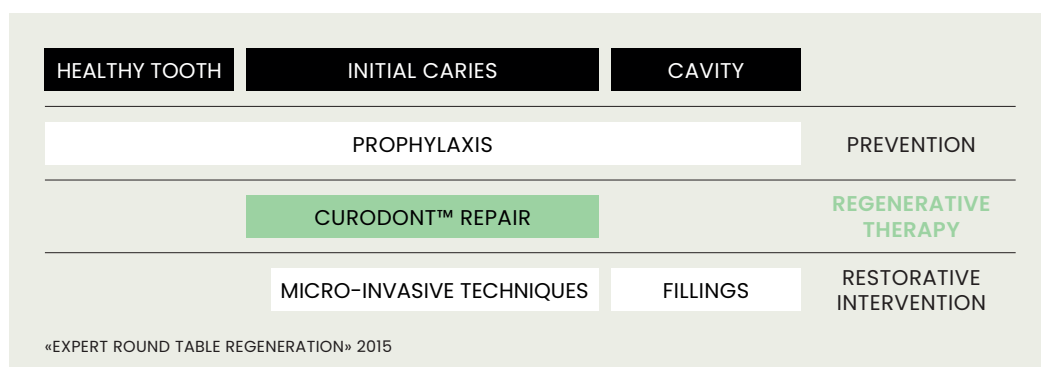 HEALTHY TOOTH INITIAL CARIES CAVITY
PROPHYLAXIS PREVENTION
CURODONT™ REPAIR REGENERATIVE
THERAPY
MICRO-INVASIVE TECHNIQUES FILLINGS RESTORATIVE
INTERVENTION
«EXPERT ROUND TABLE REGENERATION» 2015